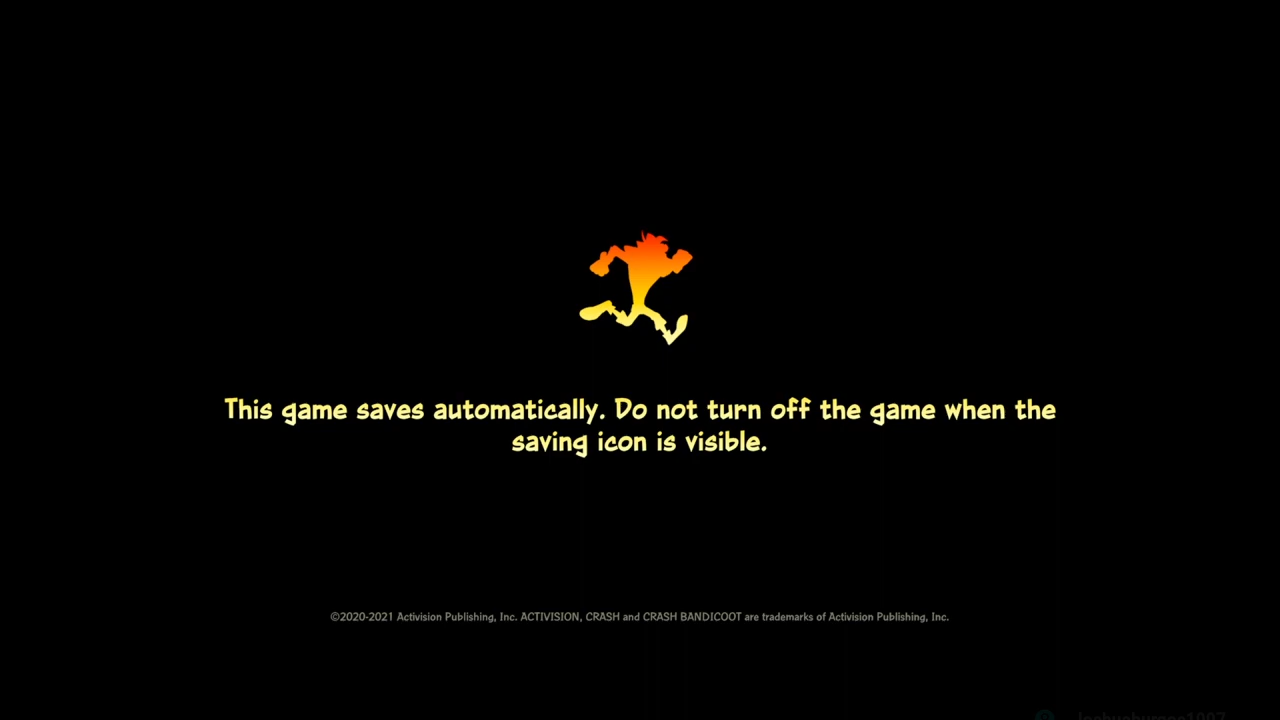 This game saves automatically. Do not turn off the game when the
saving icon is visible.
©2020-2021 Activision Publishing, Inc. ACTIVISION, CRASH and CRASH BANDICOOT are trademarks of Activision Publishing, Inc.